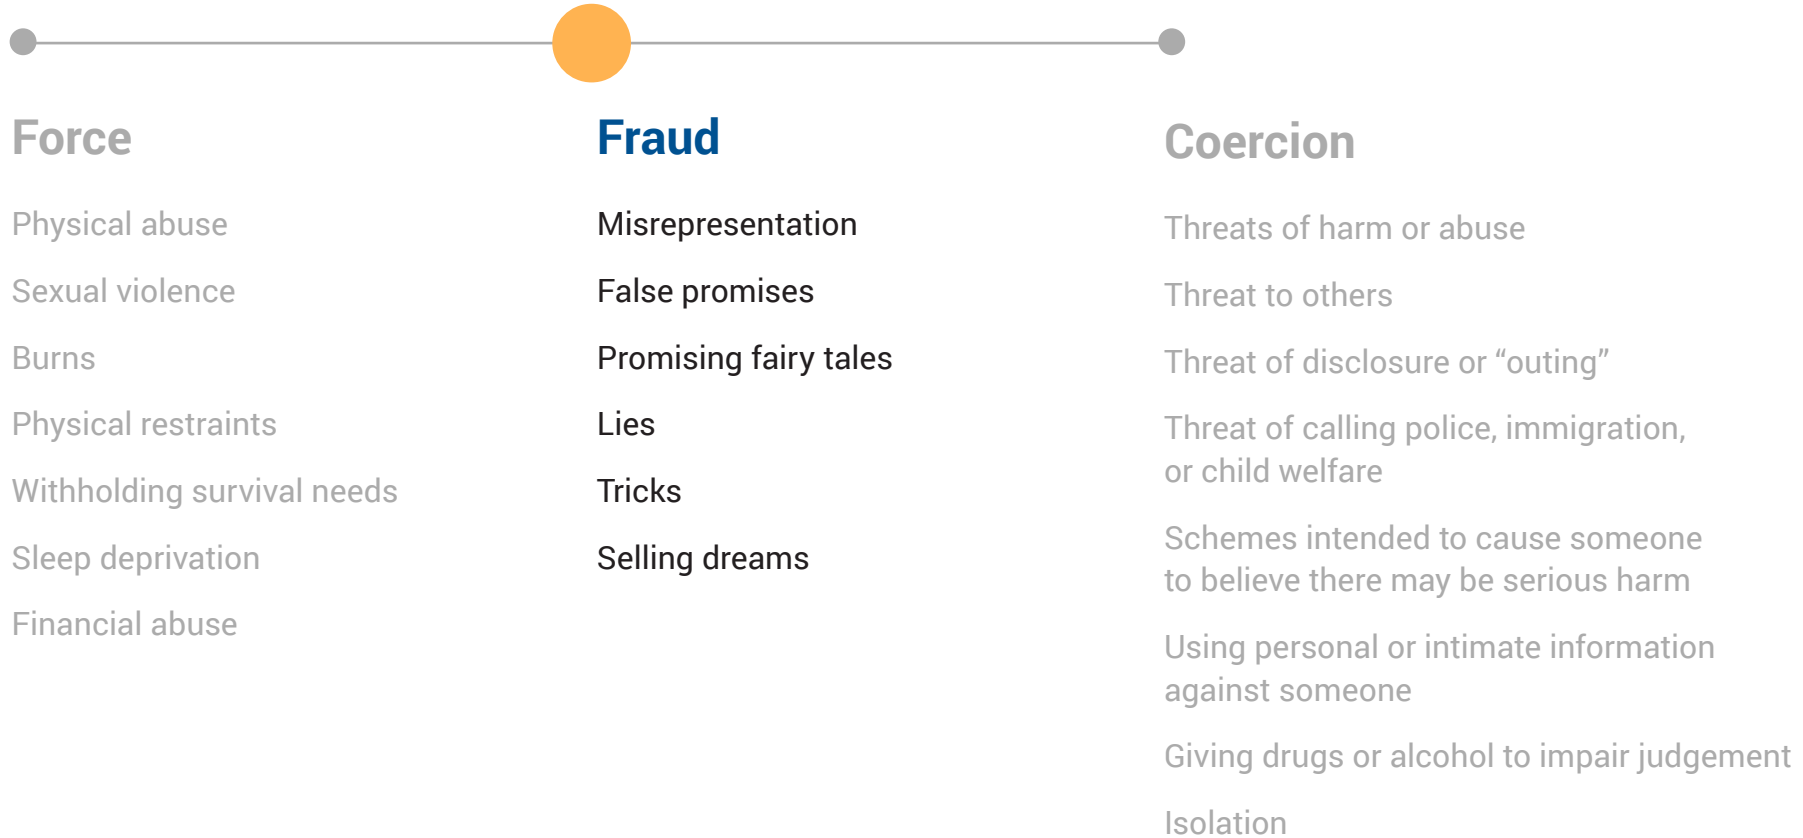 Force
Physical abuse
Sexual violence
Burns
Physical restraints
Withholding survival needs
Sleep deprivation
Financial abuse
Fraud
Misrepresentation
False promises
Promising fairy tales
Lies
Tricks
Selling dreams
Coercion
Threats of harm or abuse
Threat to others
Threat of disclosure or “outing”
Threat of calling police, immigration,
or child welfare
Schemes intended to cause someone
to believe there may be serious harm
Using personal or intimate information
against someone
Giving drugs or alcohol to impair judgement
Isolation